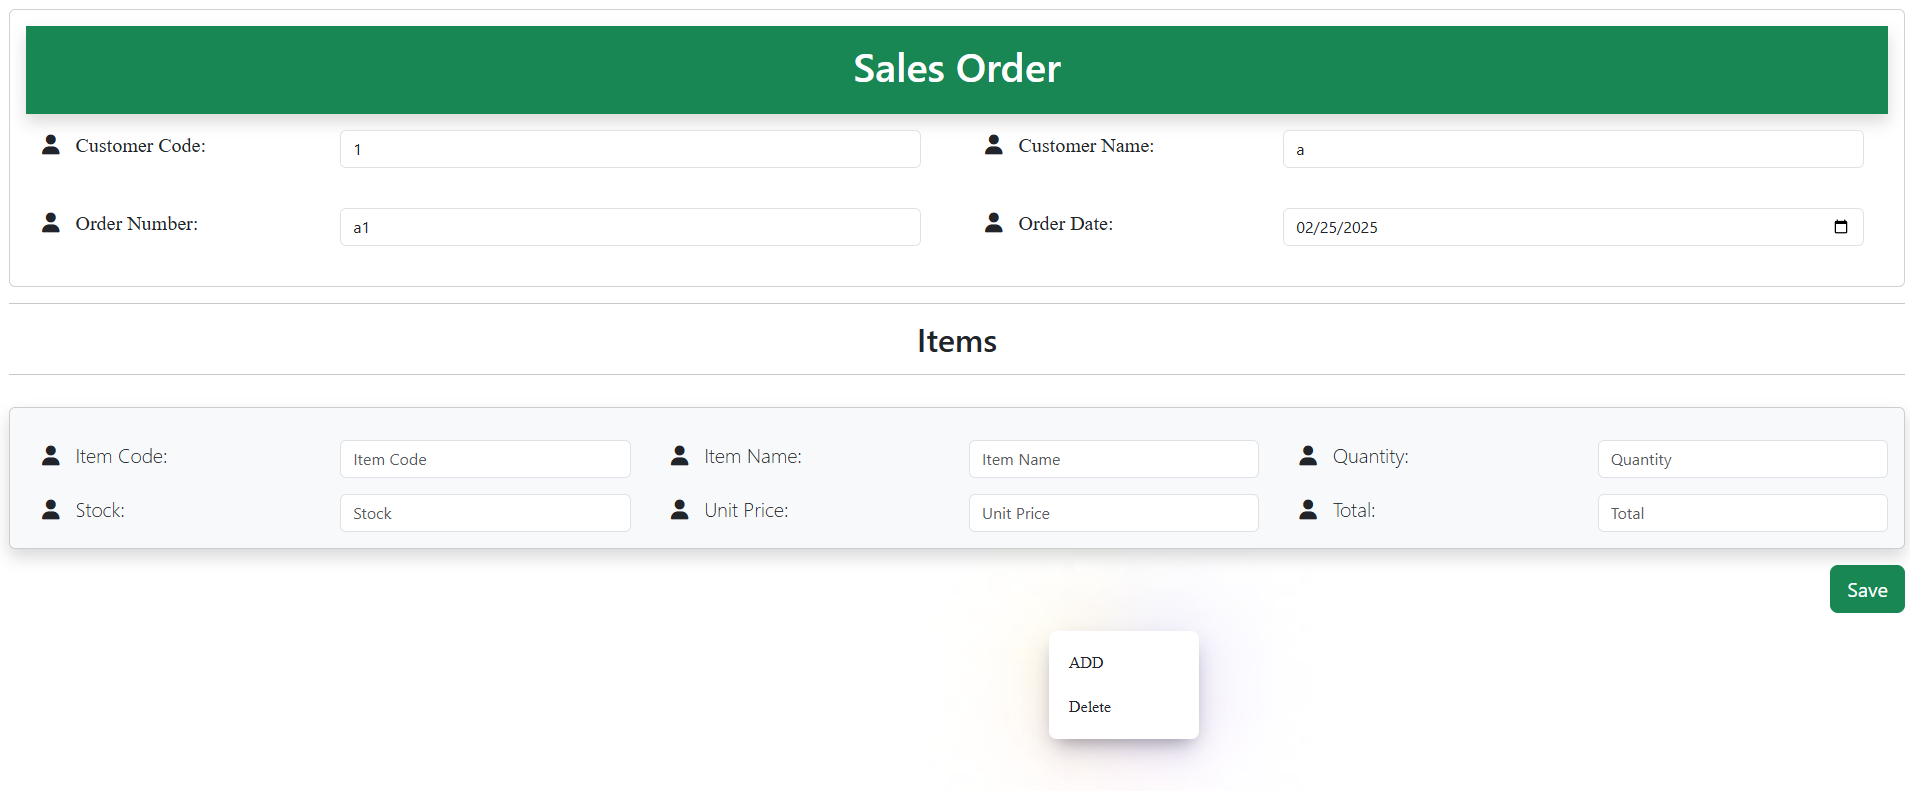 Sales Order
Customer Code: 1 Customer Name: a
Order Number: a1 Order Date: 02/25/2025
Items
Item Code: Item Code Item Name: Item Name Quantity: Quantity
Stock: Stock Unit Price: Unit Price Total: Total
Save
ADD
Delete